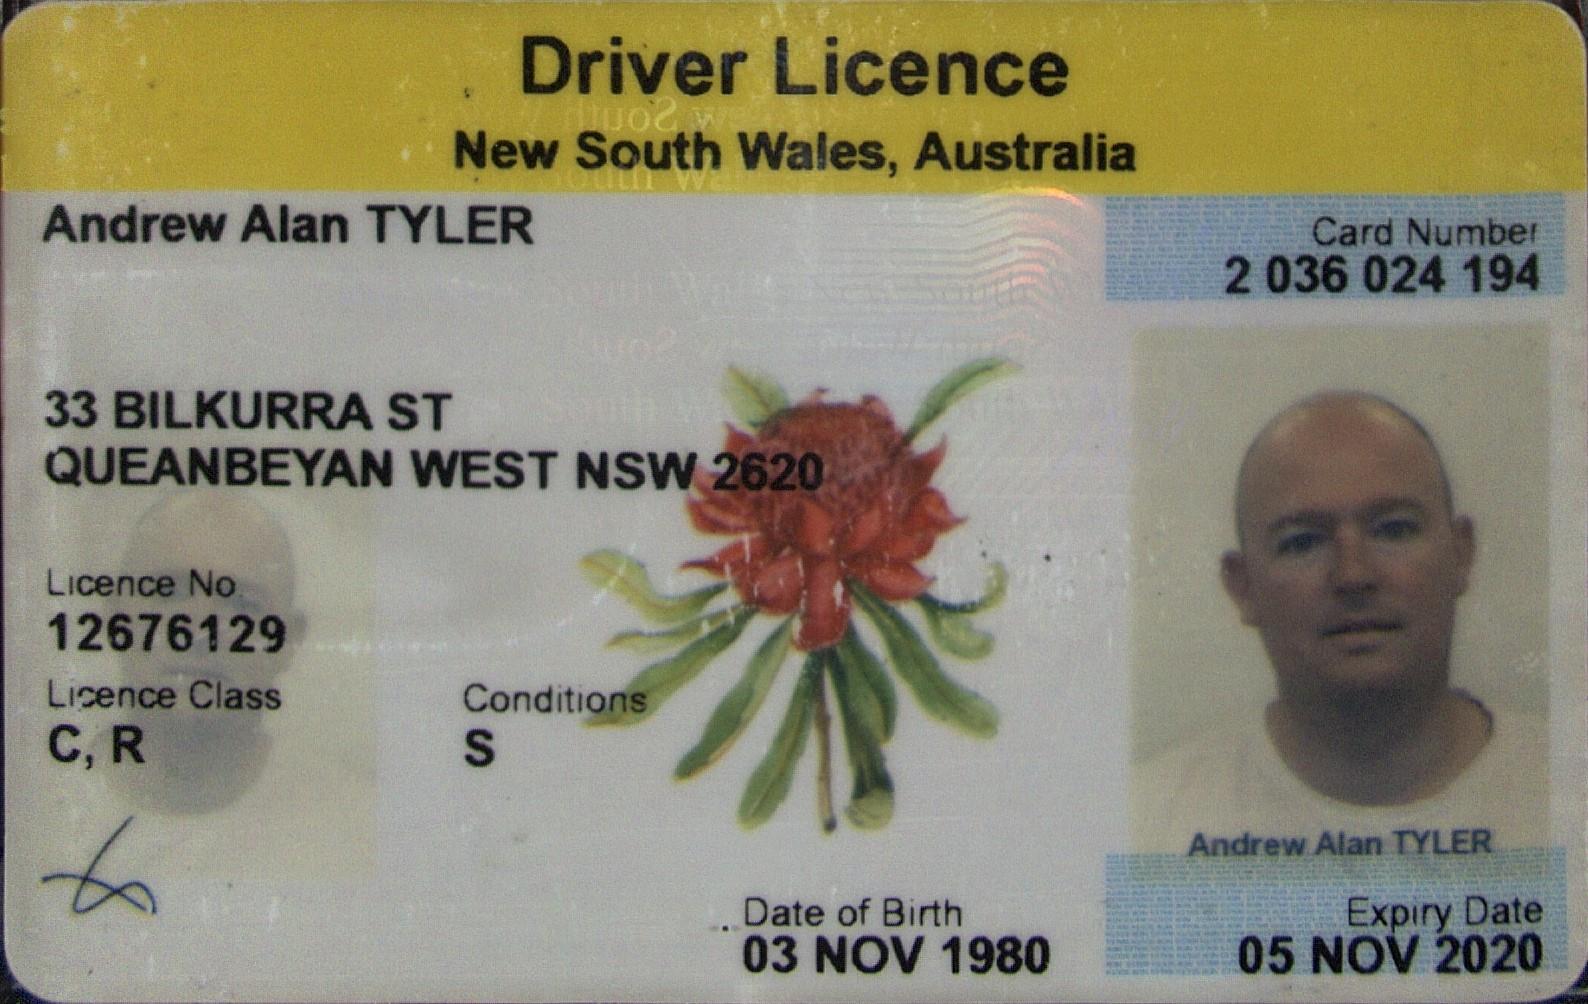 Driver Licence
New South Wales, Australia
Andrew Alan TYLER
Card Number
2 036 024 194
33 BILKURRA ST
QUEANBEYAN WEST NSW 2620
Licence No
12676129
Licence Class
C, R
Conditions
S
Andrew Alan TYLER
Date of Birth
03 NOV 1980
Expiry Date
05 NOV 2020